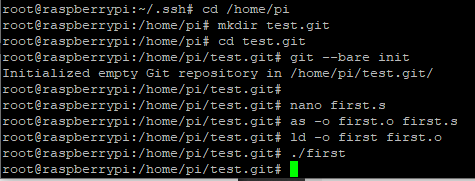 root@raspberrypi:~/.ssh# cd /home/pi
root@raspberrypi:/home/pi# mkdir test.git
root@raspberrypi:/home/pi# cd test.git
root@raspberrypi:/home/pi/test.git# git --bare init
Initialized empty Git repository in /home/pi/test.git/
root@raspberrypi:/home/pi/test.git#
root@raspberrypi:/home/pi/test.git# nano first.s
root@raspberrypi:/home/pi/test.git# as -o first.o first.s
root@raspberrypi:/home/pi/test.git# ld -o first first.o
root@raspberrypi:/home/pi/test.git# ./first
root@raspberrypi:/home/pi/test.git#